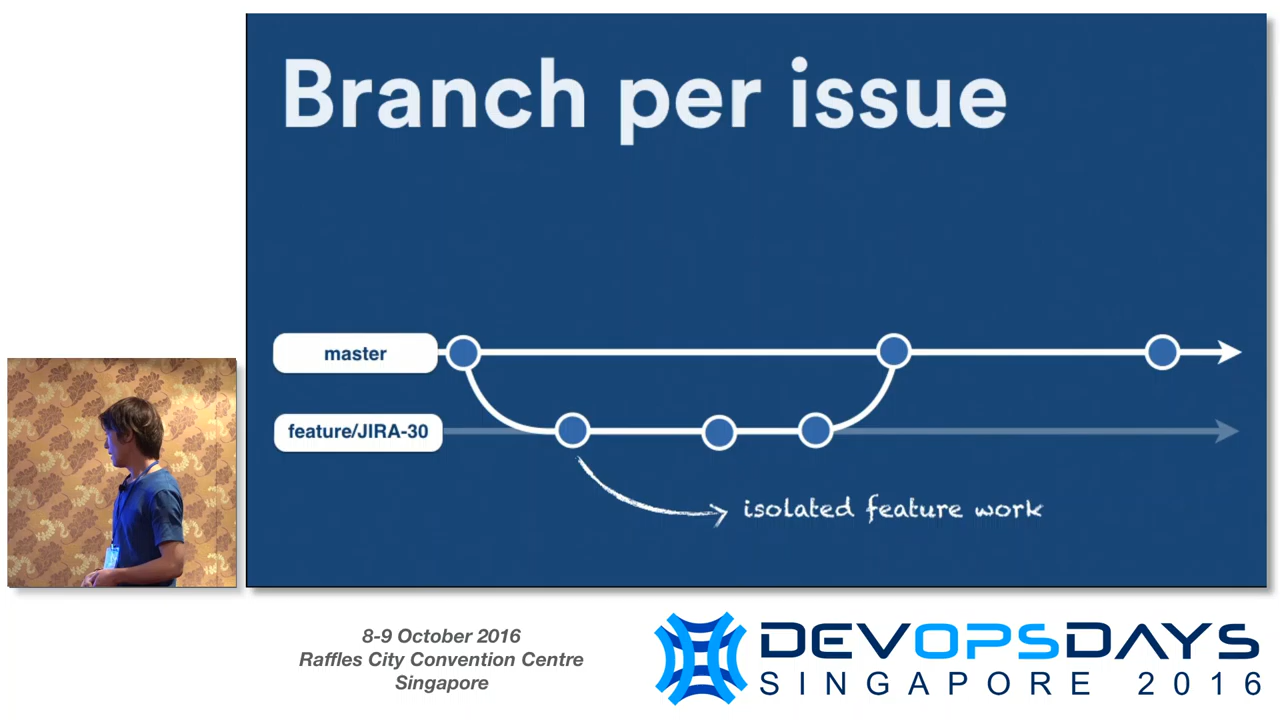 Branch per issue
master
feature/JIRA-30
isolated feature work
8-9 October 2016
Raffles City Convention Centre
Singapore
DEVOPSDAYS
SINGAPORE 2016